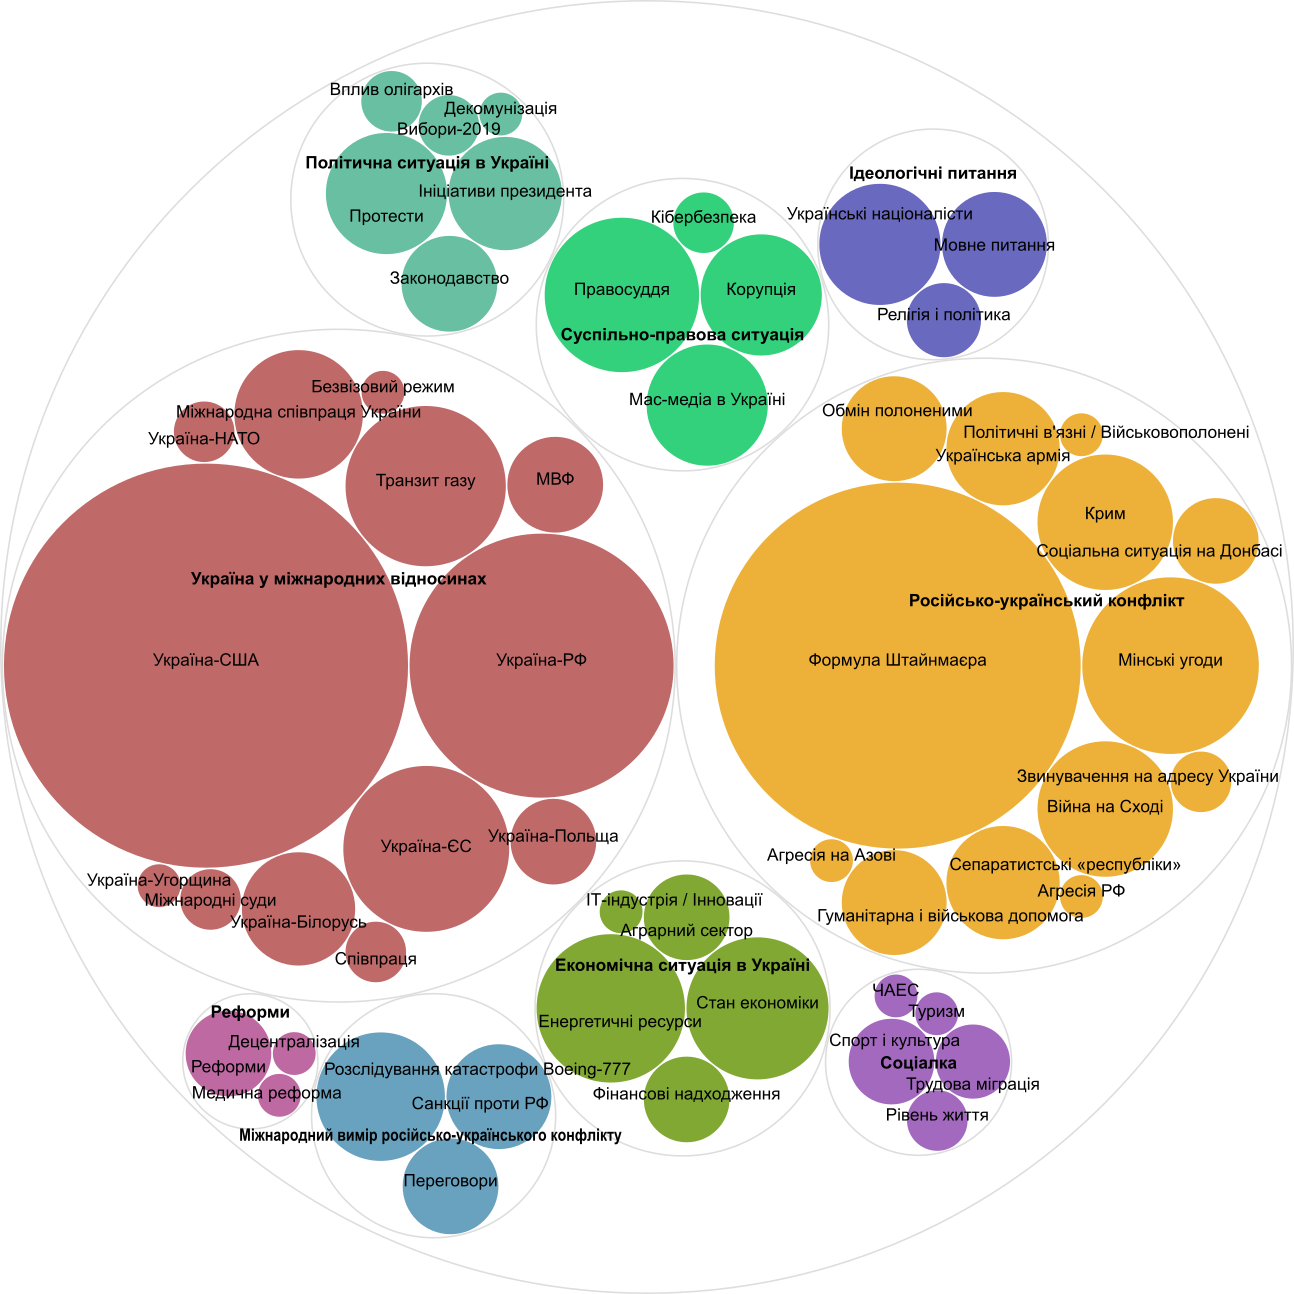 Вплив олігархів
Декомунізація
Вибори-2019
Політична ситуація в Україні
Ініціативи президента
Протести
Законодавство
Кібербезпека
Правосуддя
Корупція
Суспільно-правова ситуація
Мас-медіа в Україні
Ідеологічні питання
Українські націоналісти
Мовне питання
Релігія і політика
Безвізовий режим
Міжнародна співпраця України
Україна-НАТО
Транзит газу
МВФ
Україна у міжнародних відносинах
Україна-США
Україна-РФ
Україна-Польща
Україна-ЄС
Україна-Угорщина
Міжнародні суди
Україна-Білорусь
Співпраця
Обмін полоненими
Політичні в'язні / Військовополонені
Українська армія
Крим
Соціальна ситуація на Донбасі
Російсько-український конфлікт
Формула Штайнмаєра
Мінські угоди
Звинувачення на адресу України
Війна на Сході
Агресія на Азові
Сепаратистські «республіки»
Агресія РФ
Гуманітарна і військова допомога
ІТ-індустрія / Інновації
Аграрний сектор
Економічна ситуація в Україні
Стан економіки
Енергетичні ресурси
Фінансові надходження
ЧАЕС
Туризм
Спорт і культура
Соціалка
Трудова міграція
Рівень життя
Реформи
Децентралізація
Реформи
Медична реформа
Розслідування катастрофи Boeing-777
Санкції проти РФ
Міжнародний вимір російсько-українського конфлікту
Переговори